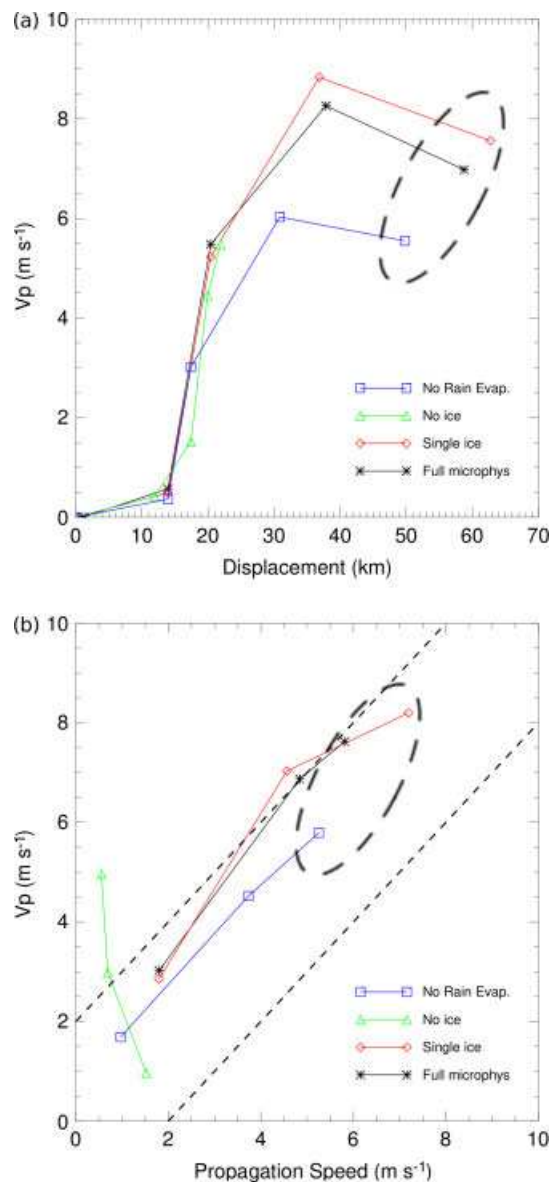 (a)
10
8
6
4
2
0
Vp (m s⁻¹)
No Rain Evap.
No ice
Single ice
Full microphys
0 10 20 30 40 50 60 70
Displacement (km)
(b)
10
8
6
4
2
0
Vp (m s⁻¹)
No Rain Evap.
No ice
Single ice
Full microphys
0 2 4 6 8 10
Propagation Speed (m s⁻¹)